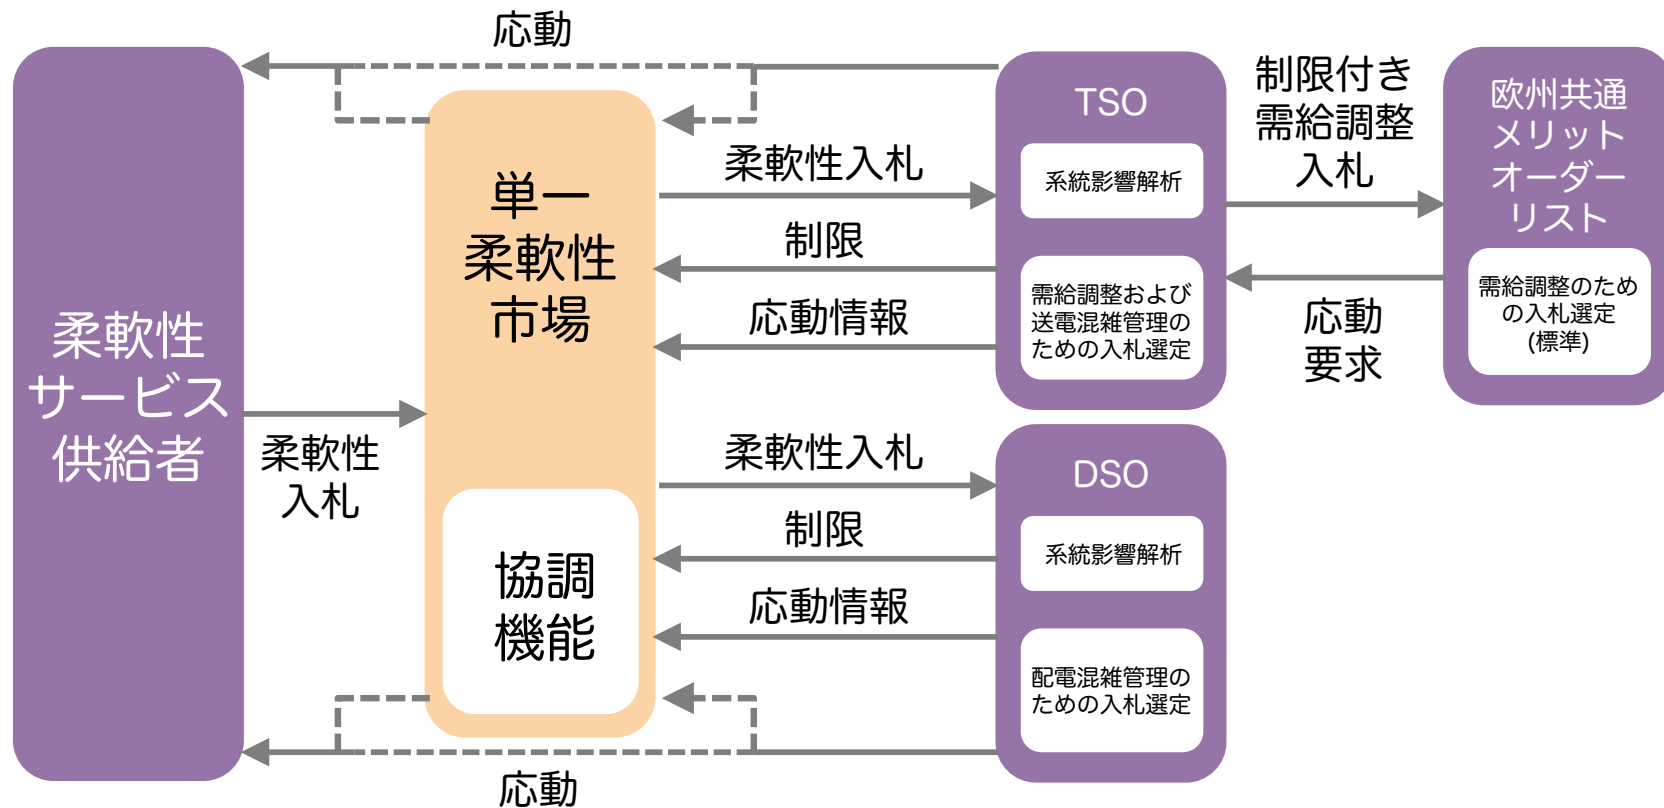 応動
柔軟性
サービス
供給者
柔軟性
入札
単一
柔軟性
市場
協調
機能
柔軟性入札
制限
応動情報
柔軟性入札
制限
応動情報
応動
TSO
系統影響解析
需給調整および
送電混雑管理の
ための入札選定
DSO
系統影響解析
配電混雑管理の
ための入札選定
制限付き
需給調整
入札
応動
要求
欧州共通
メリット
オーダー
リスト
需給調整のため
の入札選定
(標準)